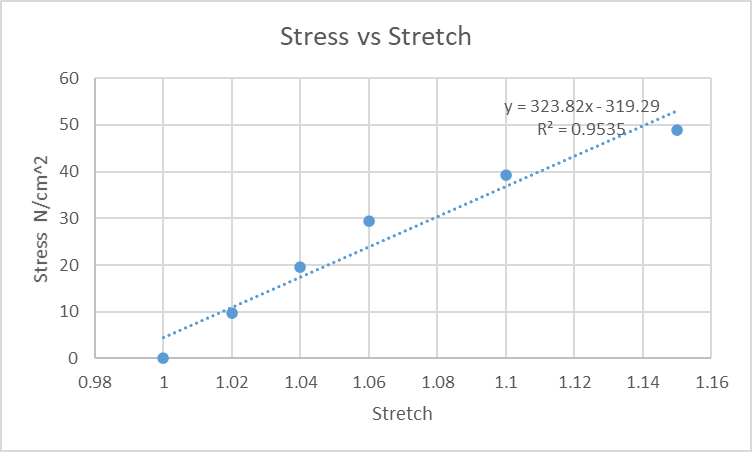 Stress vs Stretch
60
50
40
30
20
10
0
Stress  N/cm^2
y = 323.82x - 319.29
R² = 0.9535
0.98 1 1.02 1.04 1.06 1.08 1.1 1.12 1.14 1.16
Stretch